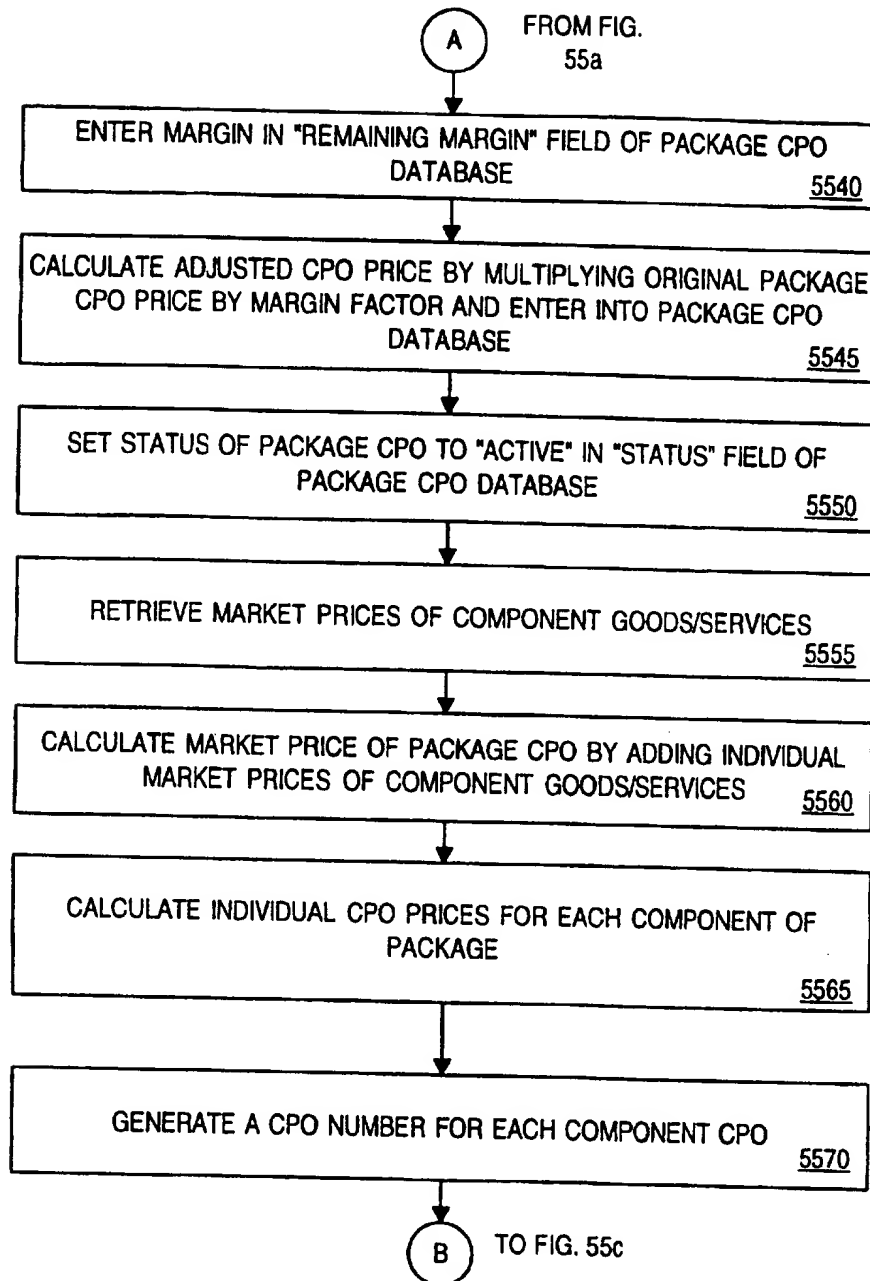 A
FROM FIG.
55a
ENTER MARGIN IN "REMAINING MARGIN" FIELD OF PACKAGE CPO
DATABASE
5540
CALCULATE ADJUSTED CPO PRICE BY MULTIPLYING ORIGINAL PACKAGE
CPO PRICE BY MARGIN FACTOR AND ENTER INTO PACKAGE CPO
DATABASE
5545
SET STATUS OF PACKAGE CPO TO "ACTIVE" IN "STATUS" FIELD OF
PACKAGE CPO DATABASE
5550
RETRIEVE MARKET PRICES OF COMPONENT GOODS/SERVICES
5555
CALCULATE MARKET PRICE OF PACKAGE CPO BY ADDING INDIVIDUAL
MARKET PRICES OF COMPONENT GOODS/SERVICES
5560
CALCULATE INDIVIDUAL CPO PRICES FOR EACH COMPONENT OF
PACKAGE
5565
GENERATE A CPO NUMBER FOR EACH COMPONENT CPO
5570
B
TO FIG. 55c